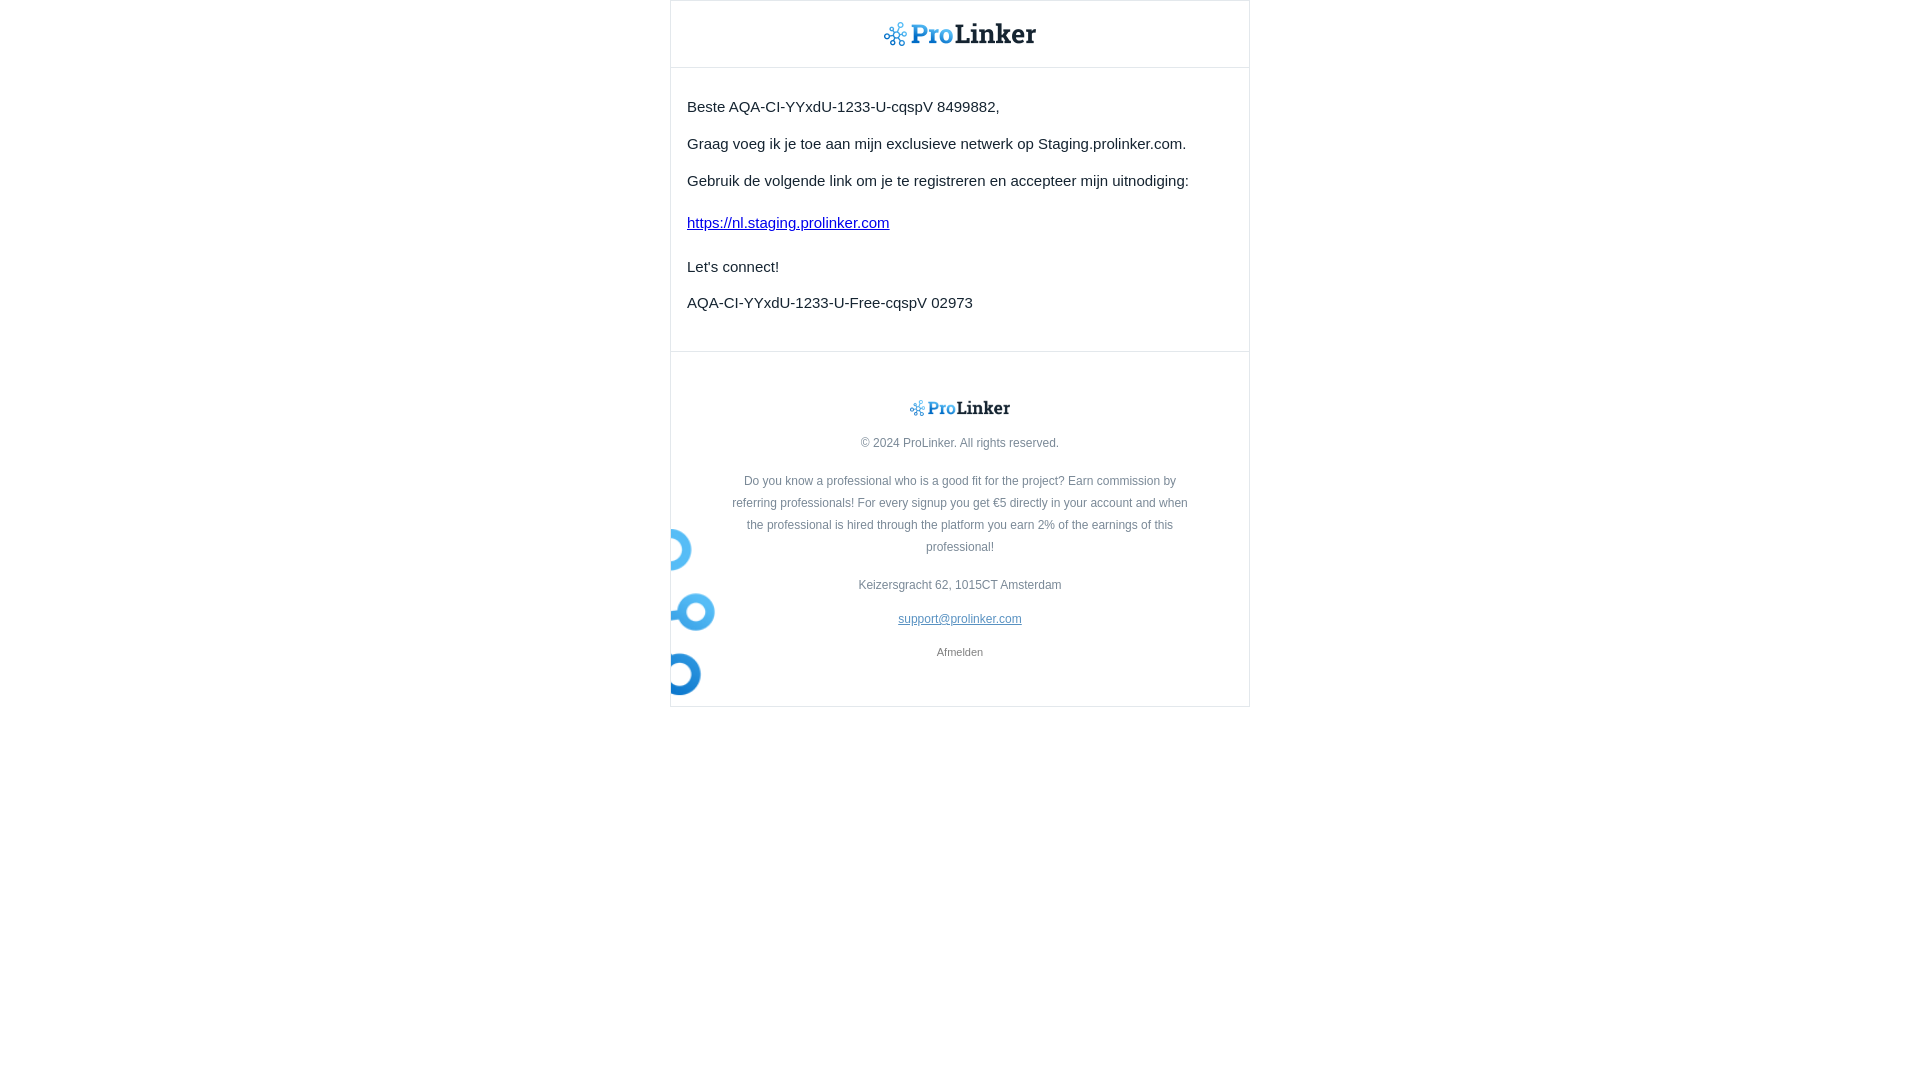 ProLinker
Beste AQA-CI-YYxdU-1233-U-cqspV 8499882,
Graag voeg ik je toe aan mijn exclusieve netwerk op Staging.prolinker.com.
Gebruik de volgende link om je te registreren en accepteer mijn uitnodiging:
https://nl.staging.prolinker.com
Let's connect!
AQA-CI-YYxdU-1233-U-Free-cqspV 02973
ProLinker
© 2024 ProLinker. All rights reserved.
Do you know a professional who is a good fit for the project? Earn commission by
referring professionals! For every signup you get €5 directly in your account and when
the professional is hired through the platform you earn 2% of the earnings of this
professional!
Keizersgracht 62, 1015CT Amsterdam
support@prolinker.com
Afmelden